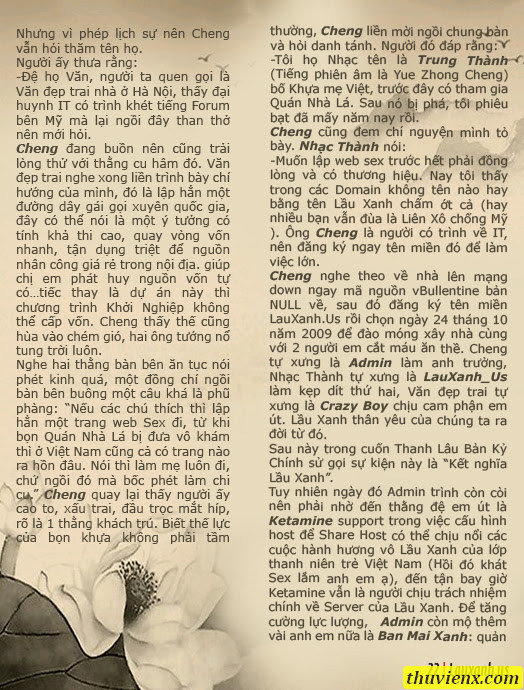 Nhưng vì phép lịch sự nên Cheng
vẫn hỏi thăm tên họ.
Người ấy thưa rằng:
-Đệ họ Văn, người ta quen gọi là
Văn đẹp trai nhà ở Hà Nội, thấy đại
huynh IT có trình khét tiếng Forum
bên Mỹ mà lại ngồi đây than thở
nên mới hỏi.
Cheng đang buồn nên cũng trải
lòng thử với thằng cu hâm đó. Văn
đẹp trai nghe xong liền trình bày chí
hướng của mình, đó là lập hẳn một
đường dây gái gọi xuyên quốc gia,
đây có thể nói là một ý tưởng có
tính khả thi cao, quay vòng vốn
nhanh, tận dụng triệt để nguồn
nhân công giá rẻ trong nội địa. giúp
chị em phát huy nguồn vốn tự
có...tiếc thay là dự án này thì
chương trình Khởi Nghiệp không
thể cấp vốn. Cheng thấy thế cũng
hùa vào chém gió, hai ông tướng nổ
tung trời luôn.
Nghe hai thằng bàn bên ăn tục nói
phét kinh quá, một đồng chí ngồi
bàn bên buông một câu khá là phũ
phàng: “Nếu các chú thích thì lập
hẳn một trang web Sex đi, từ khi
bọn Quán Nhà Lá bị đưa vô khám
thì ở Việt Nam cũng cả có trang nào
ra hồn đâu. Nói thì làm mẹ luôn đi,
chứ ngồi đó mà bốc phét làm chi
cu.” Cheng quay lại thấy người ấy
cao to, xấu trai, đầu trọc mắt híp,
rõ là 1 thằng khách trú. Biết thế lực
của bọn khựa không phải tầm
thường, Cheng liền mời ngồi chung bàn
và hỏi danh tánh. Người đó đáp rằng:
-Tôi họ Nhạc tên là Trung Thành
(Tiếng phiên âm là Yue Zhong Cheng)
bố Khựa mẹ Việt, trước đây có tham gia
Quán Nhà Lá. Sau nó bị phá, tôi phiêu
bạt đã mấy năm nay rồi.
Cheng cũng đem chí nguyện mình tỏ
bày. Nhạc Thành nói:
-Muốn lập web sex trước hết phải đồng
lòng và có thương hiệu. Nay tôi thấy
trong các Domain không tên nào hay
bằng tên Lầu Xanh chấm ớt cả (hay
nhiều bạn vẫn đùa là Liên Xô chống Mỹ
). Ông Cheng là người có trình về IT,
nên đăng ký ngay tên miền đó để làm
việc lớn.
Cheng nghe theo về nhà lên mạng
down ngay mã nguồn vBullentine bản
NULL về, sau đó đăng ký tên miền
LauXanh.Us rồi chọn ngày 24 tháng 10
năm 2009 để đào móng xây nhà cùng
với 2 người em cắt máu ăn thề. Cheng
tự xưng là Admin làm anh trưởng,
Nhạc Thành tự xưng là LauXanh_Us
làm kẹp dít thứ hai, Văn đẹp trai tự
xưng là Crazy Boy chịu cam phận em
út. Lầu Xanh thân yêu của chúng ta ra
đời từ đó.
Sau này trong cuốn Thanh Lâu Bản Kỷ
Chính sử gọi sự kiện này là “Kết nghĩa
Lầu Xanh”.
Tuy nhiên ngày đó Admin trình còn còi
nên phải nhờ đến thằng đệ em út là
Ketamine support trong việc cấu hình
host để Share Host có thể chịu nổi các
cuộc hành hương vô Lầu Xanh của lớp
thanh niên trẻ Việt Nam (Hồi đó khát
Sex lắm anh em ạ), đến tận bay giờ
Ketamine vẫn là người chịu trách nhiệm
chính về Server của Lầu Xanh. Để tăng
cường lực lượng, Admin còn mộ thêm
vài anh em nữa là Ban Mai Xanh: quản
22 | Lauxanh.us
thuvienx.com